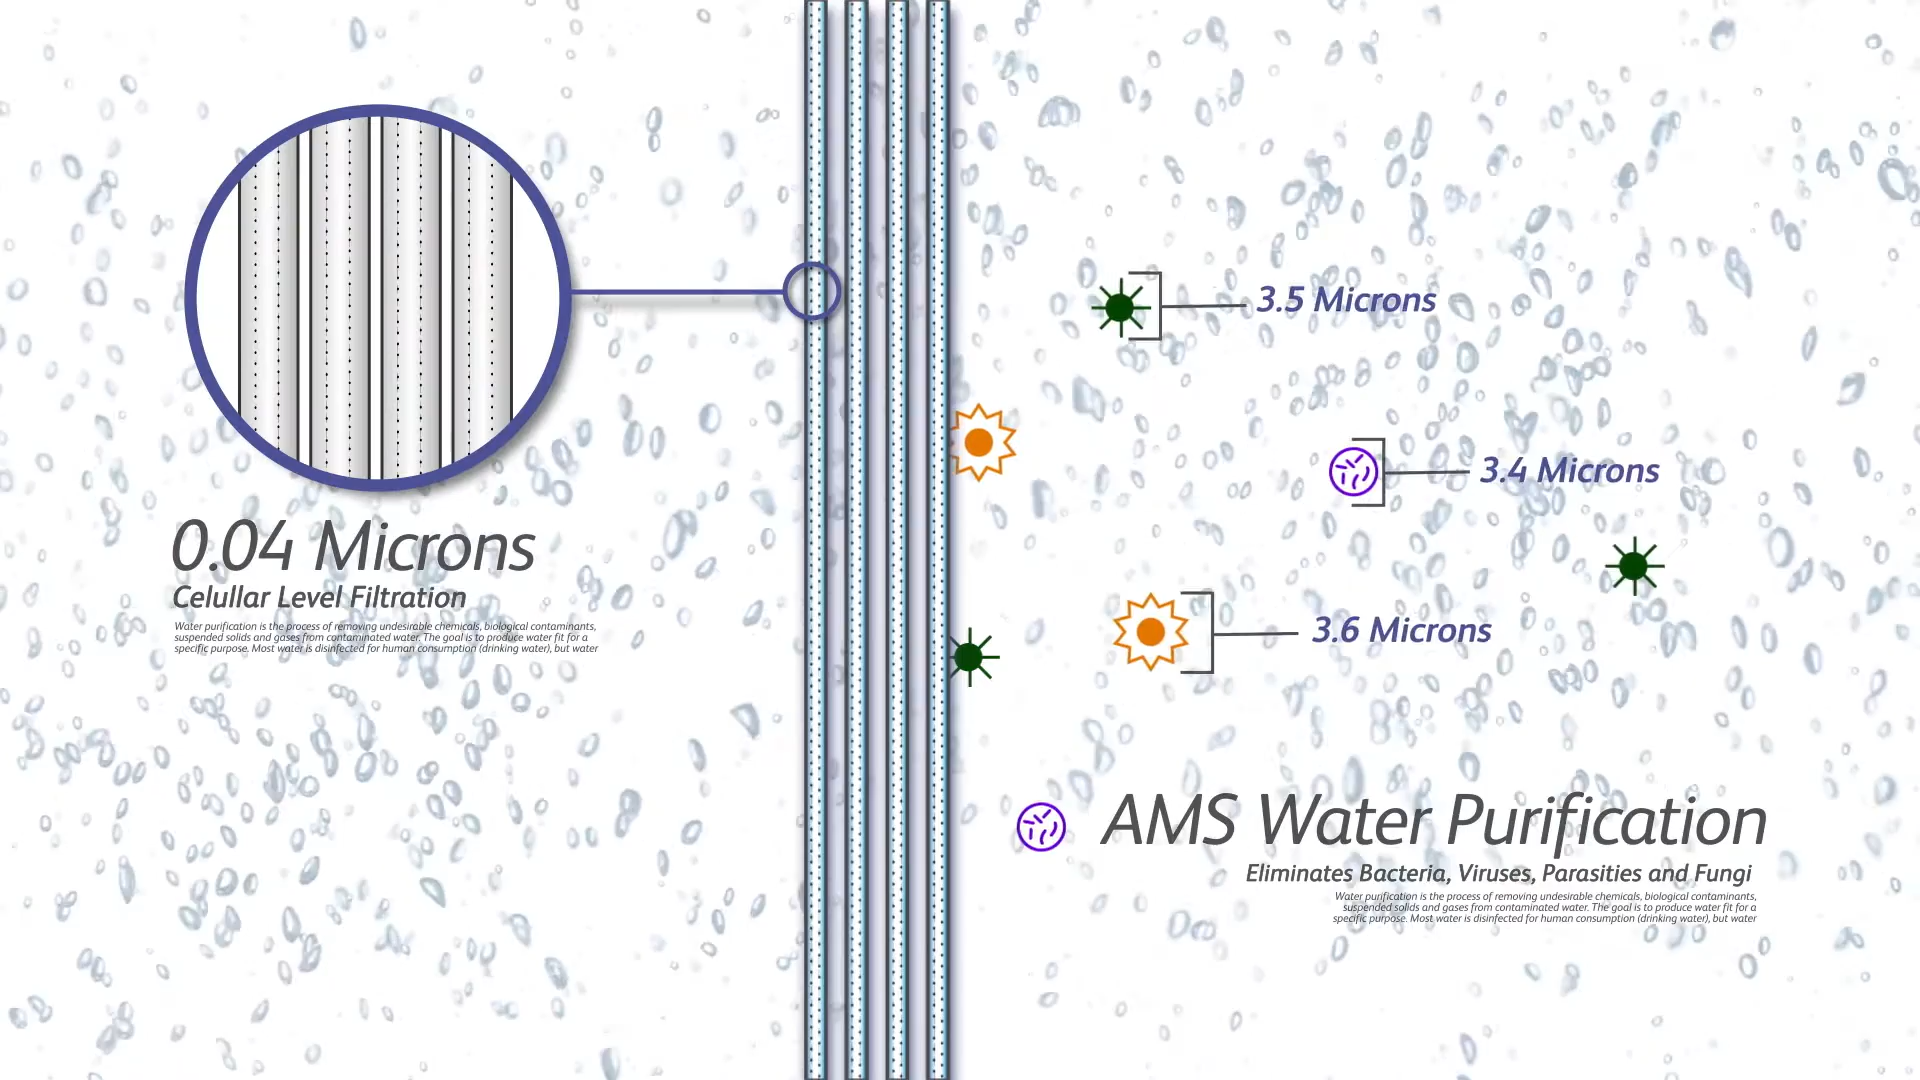 3.5 Microns
3.4 Microns
0.04 Microns
Celullar Level Filtration
Water purification is the process of removing undesirable chemicals, biological contaminants,
suspended solids and gases from contaminated water. The goal is to produce water fit for a
specific purpose. Most water is disinfected for human consumption (drinking water), but water
3.6 Microns
AMS Water Purification
Eliminates Bacteria, Viruses, Parasities and Fungi
Water purification is the process of removing undesirable chemicals, biological contaminants,
suspended solids and gases from contaminated water. The goal is to produce water fit for a
specific purpose. Most water is disinfected for human consumption (drinking water), but water